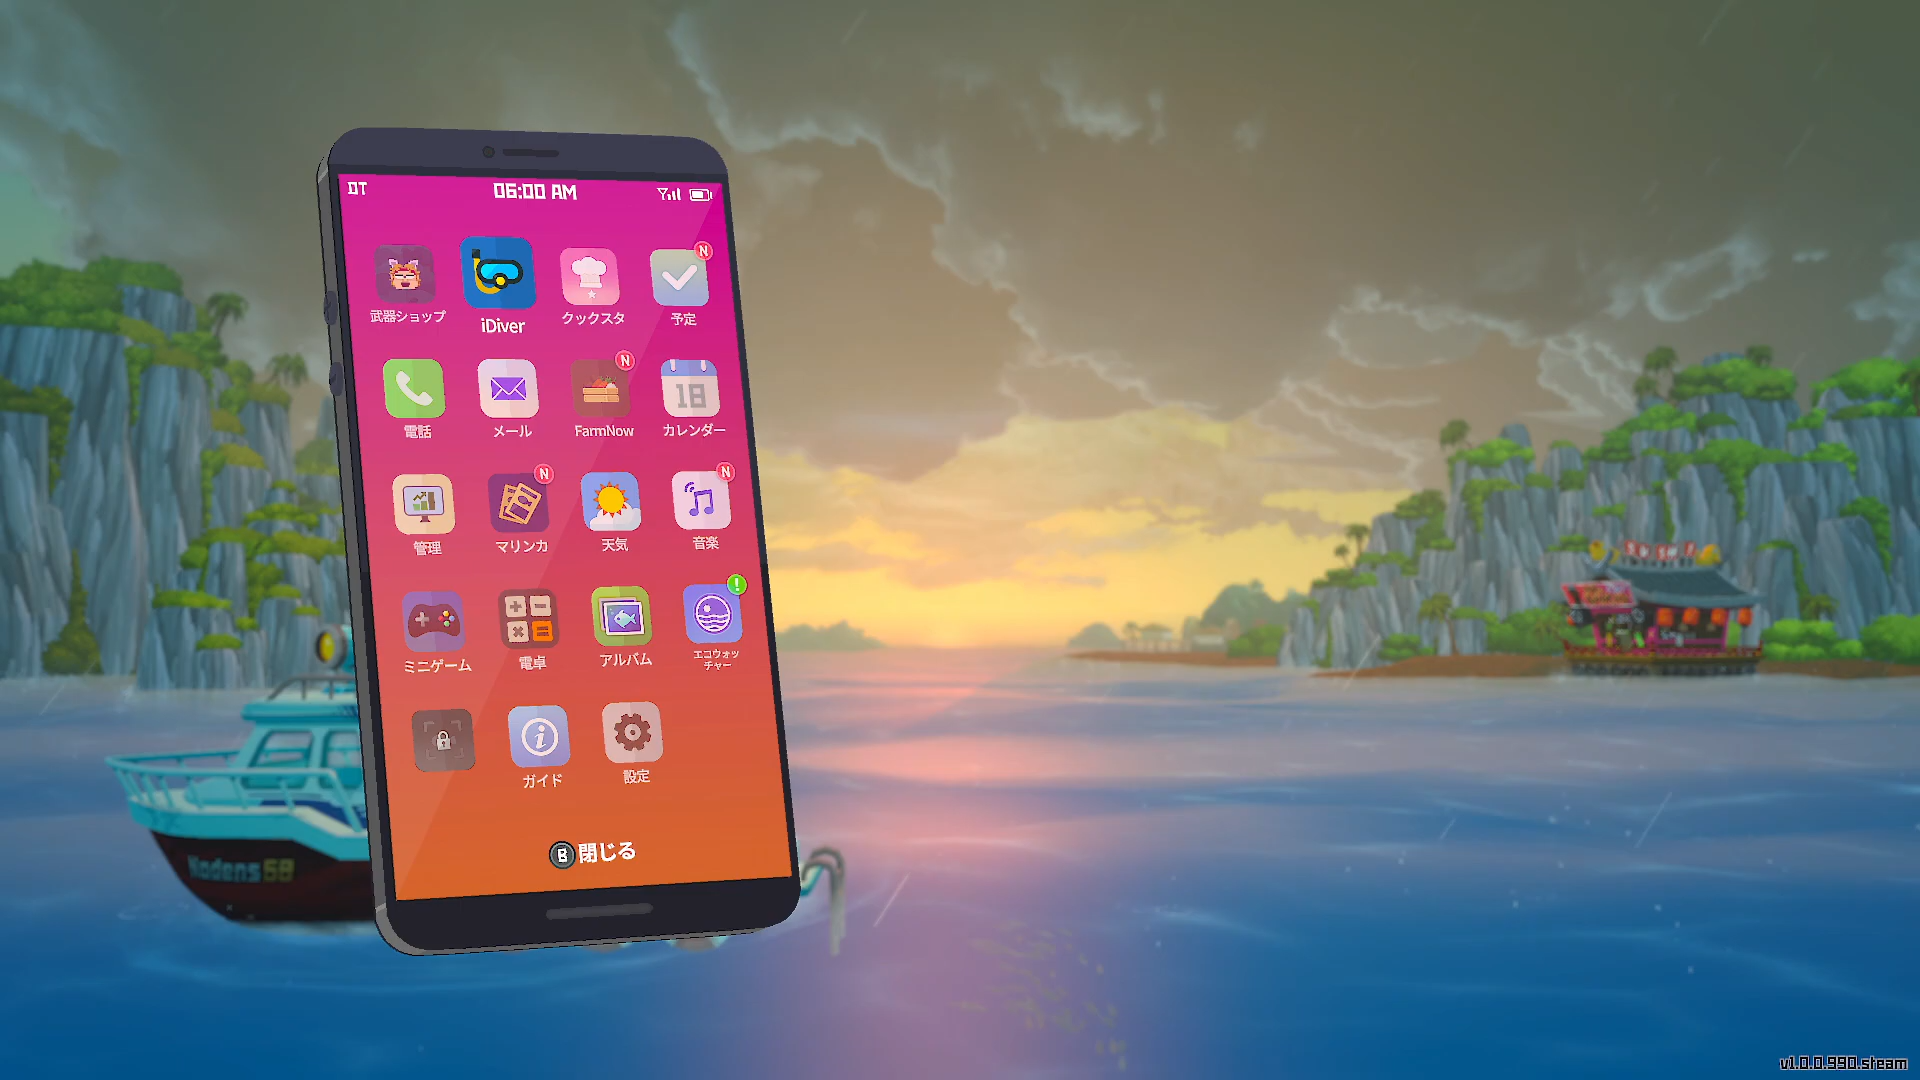 DT
06:00 AM
武器ショップ
iDiver
クックスタ
N
予定
電話
メール
N
FarmNow
18
カレンダー
管理
N
マリンカ
天気
N
音楽
ミニゲーム
電卓
アルバム
!
エコウォッ
チャー
ガイド
設定
B 閉じる
Nodens68
SUSHI
v1.0.0.990.steam